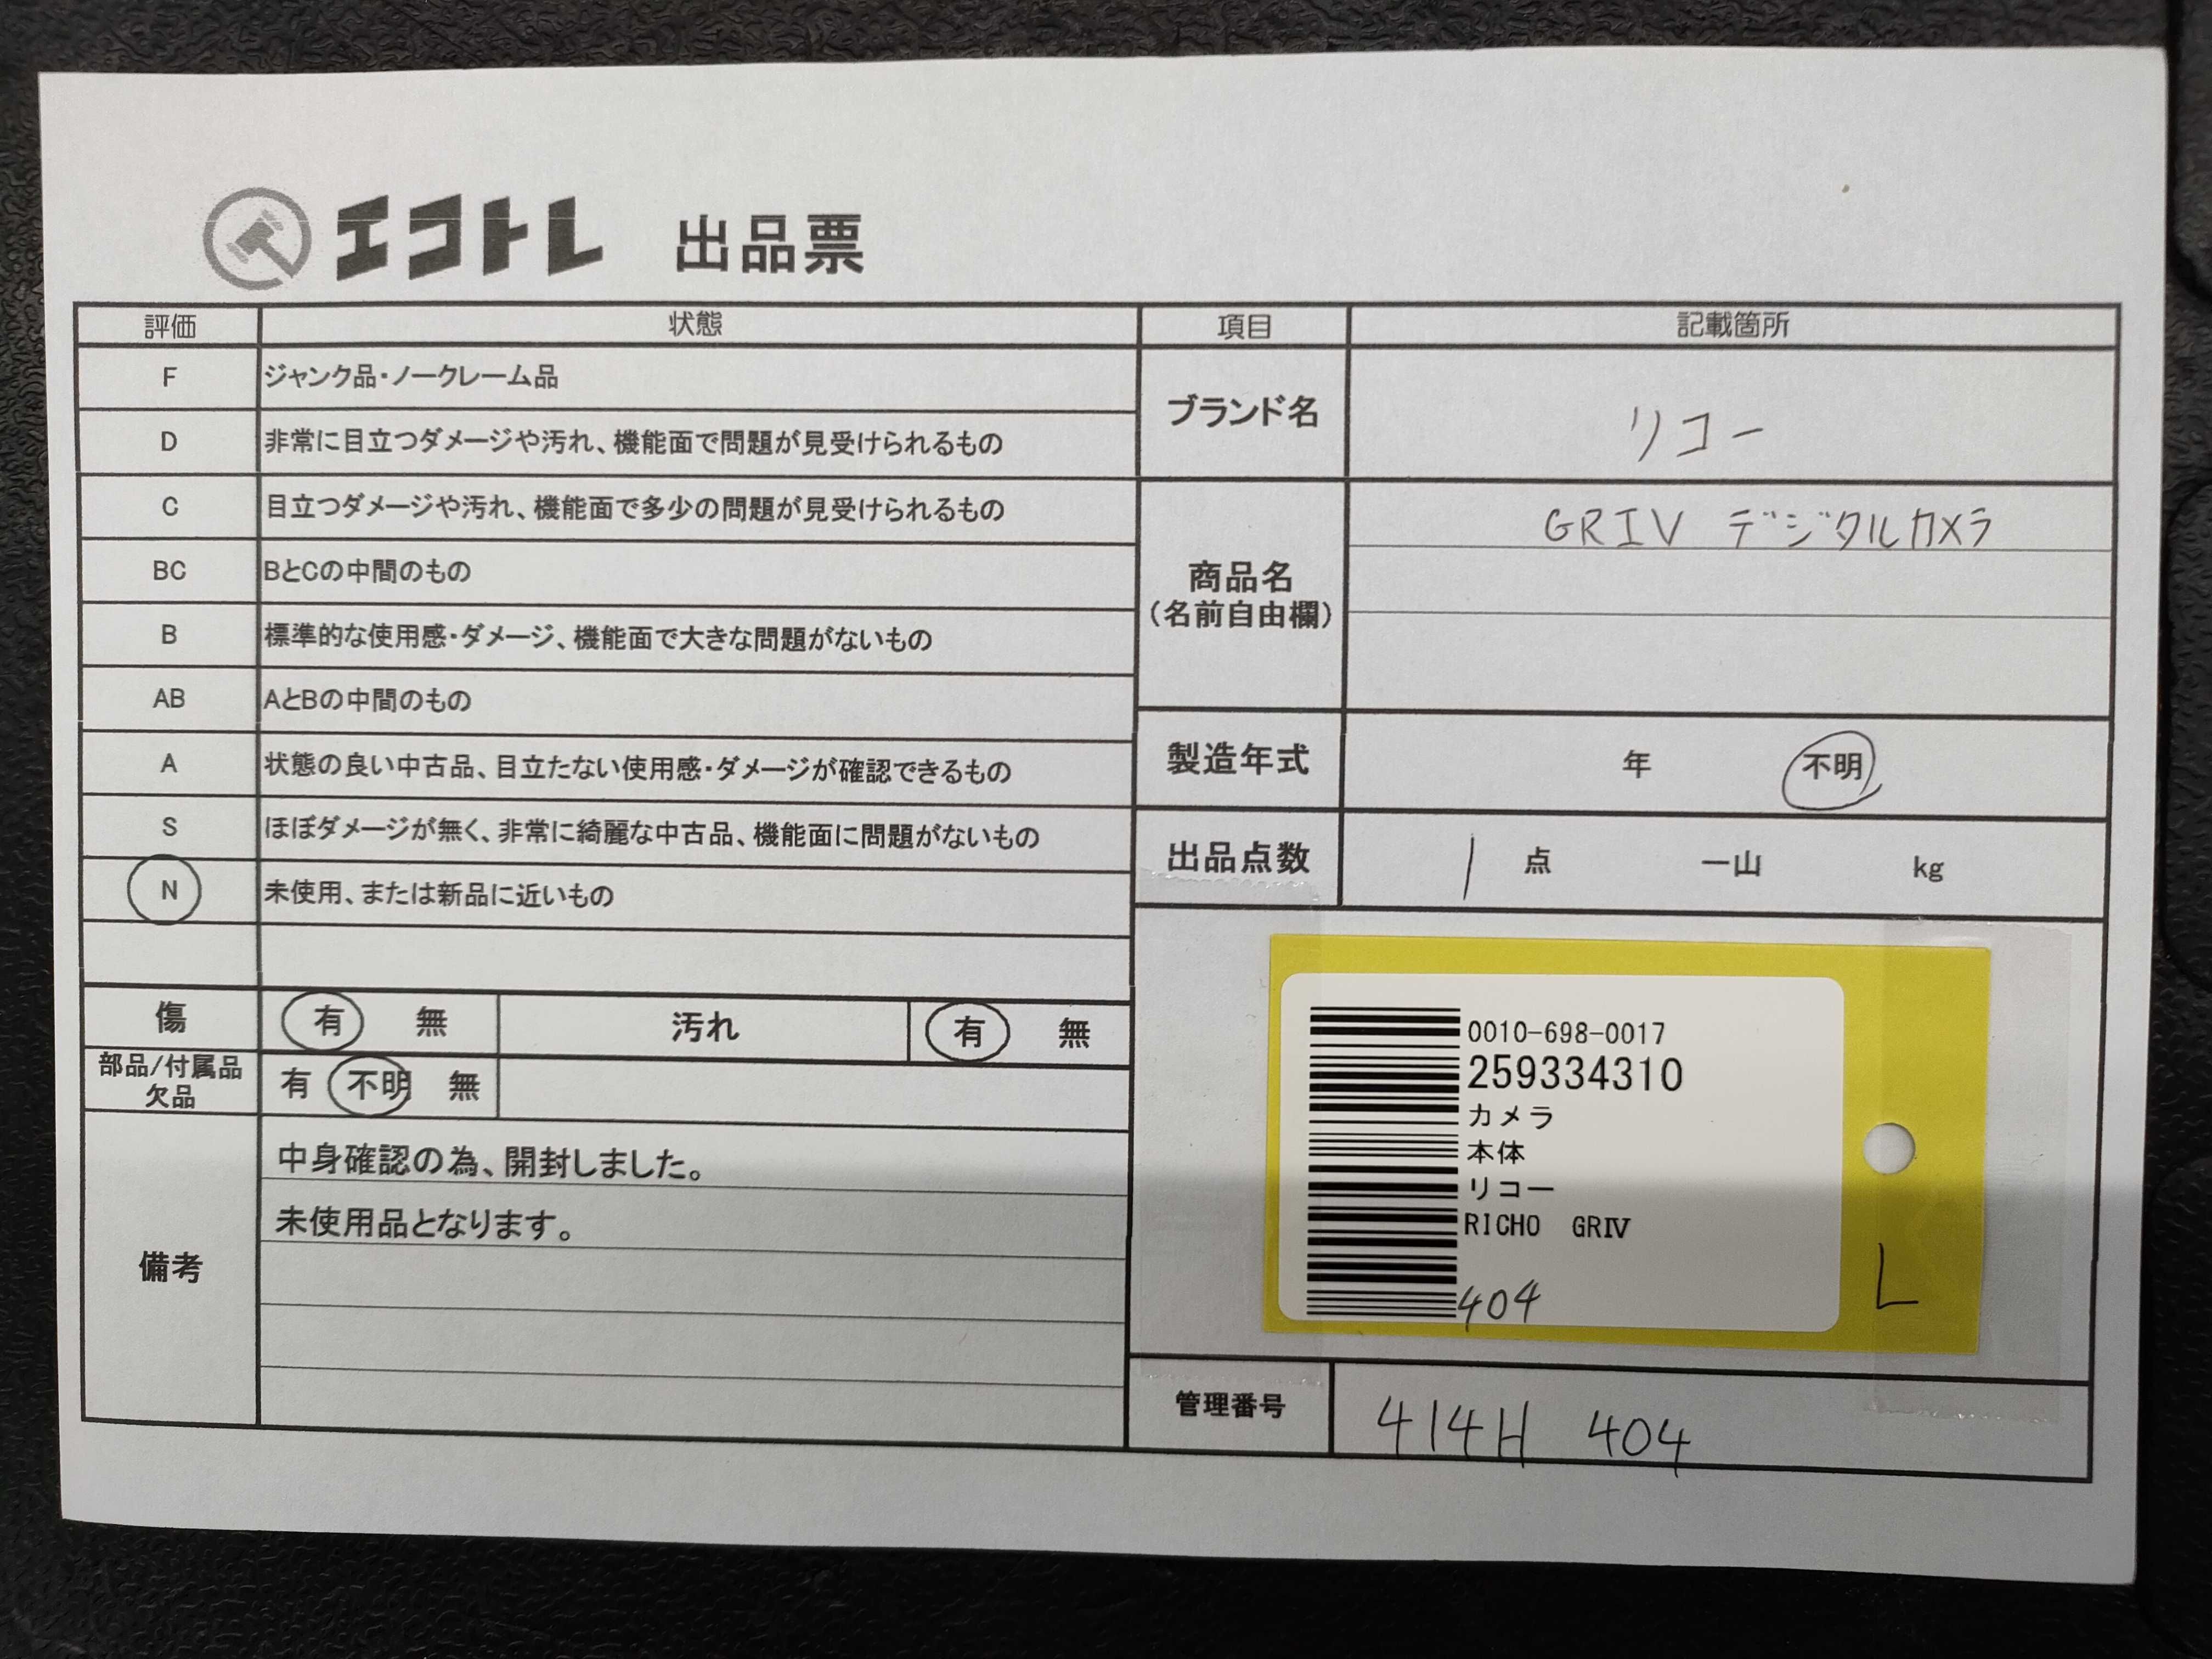 エコトレ 出品票
評価 状態
F ジャンク品・ノークレーム品
D 非常に目立つダメージや汚れ、機能面で問題が見受けられるもの
C 目立つダメージや汚れ、機能面で多少の問題が見受けられるもの
BC BとCの中間のもの
B 標準的な使用感・ダメージ、機能面で大きな問題がないもの
AB AとBの中間のもの
A 状態の良い中古品、目立たない使用感・ダメージが確認できるもの
S ほぼダメージが無く、非常に綺麗な中古品、機能面に問題がないもの
N 未使用、または新品に近いもの
傷 有 無 汚れ 有 無
部品/付属品
欠品
有 不明 無
備考
中身確認の為、開封しました。
未使用品となります。
項目 記載箇所
ブランド名 リコー
商品名
(名前自由欄)
GRIV デジタルカメラ
製造年式 年 不明
出品点数 1 点 一山 kg
0010-698-0017
259334310
カメラ
本体
リコー
RICHO GRⅣ
404
L
管理番号 414H 404